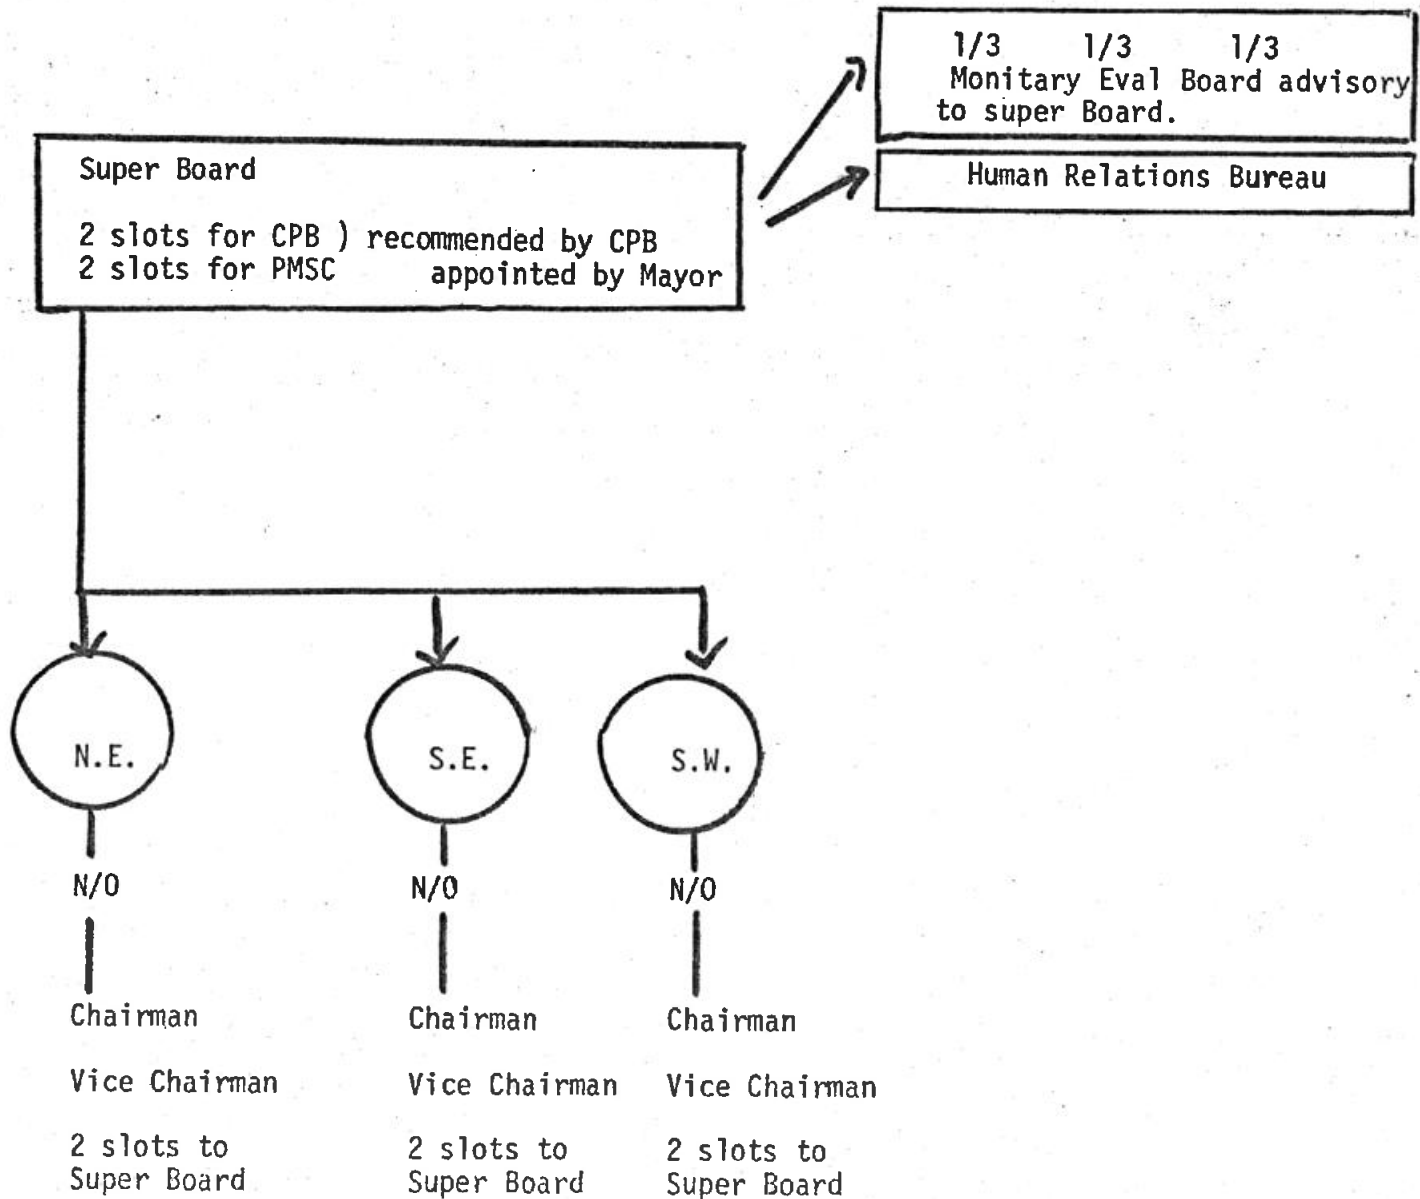 1/3 1/3 1/3
Monitary Eval Board advisory
to super Board.
Human Relations Bureau
Super Board
2 slots for CPB ) recommended by CPB
2 slots for PMSC appointed by Mayor
N.E.
S.E.
S.W.
N/O
N/O
N/O
Chairman
Vice Chairman
2 slots to
Super Board
Chairman
Vice Chairman
2 slots to
Super Board
Chairman
Vice Chairman
2 slots to
Super Board